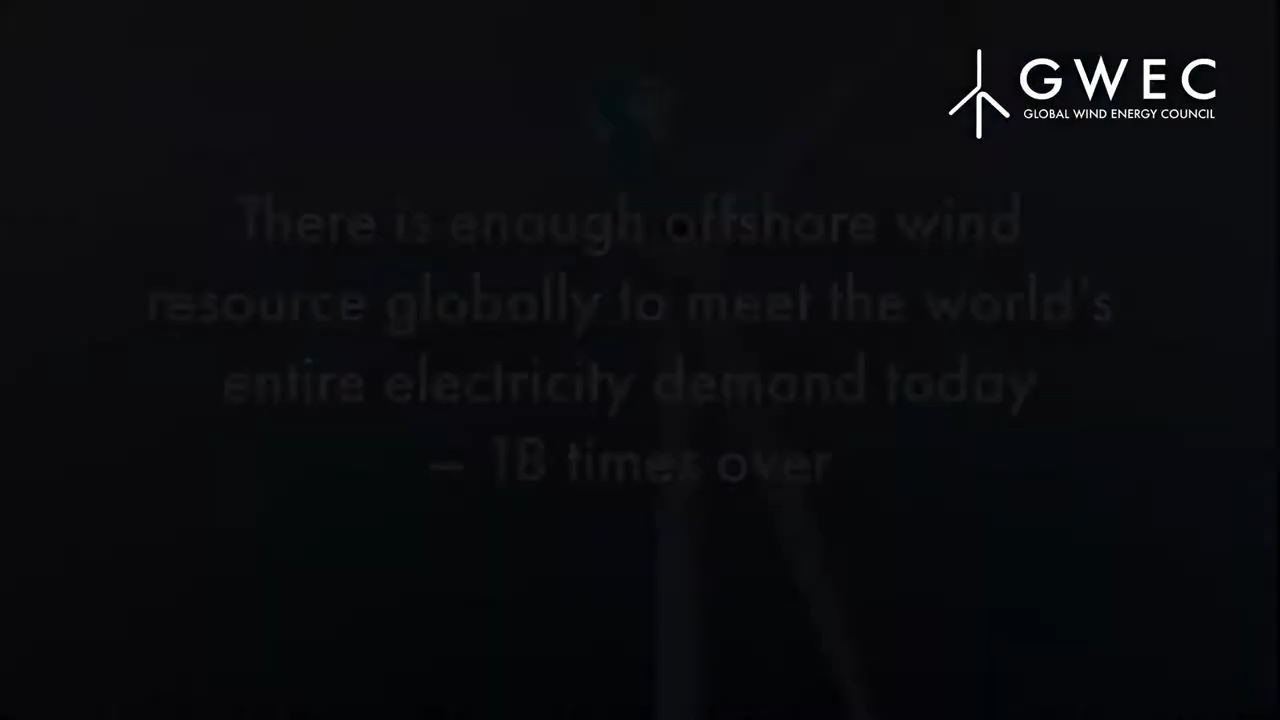 GWEC
GLOBAL WIND ENERGY COUNCIL
There is enough offshore wind
resource globally to meet the world's
entire electricity demand today
– 18 times over